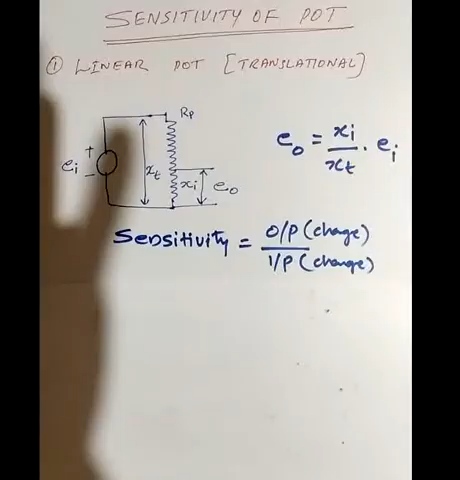 SENSITIVITY OF POT
① LINEAR POT [TRANSLATIONAL]
Rp
+
ei
-
xt
xi
eo
eo = xi/xt . ei
Sensitivity = O/P (change)
I/P (change)